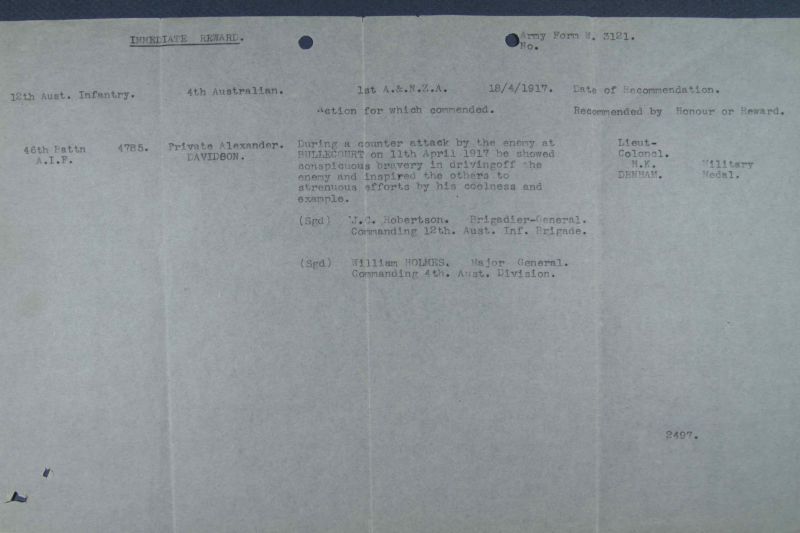 IMMEDIATE REWARD.
Army Form W. 3121.
No.
12th Aust. Infantry. 4th Australian. 1st A.&.N.Z.A. 18/4/1917. Date of Recommendation.
Action for which commended. Recommended by Honour or Reward.
46th Battn 4785. Private Alexander. During a counter attack by the enemy at Lieut-
A.I.F. DAVIDSON. BULLECOURT on 11th April 1917 he showed Colonel.
conspicuous bravery in drivingoff the M.K. Military
enemy and inspired the others to DENHAM. Medal.
strenuous efforts by his coolness and
example.
(Sgd) J.C. Robertson. Brigadier-General.
Commanding 12th. Aust. Inf. Brigade.
(Sgd) William HOLMES. Major General.
Commanding 4th. Aust. Division.
2497.